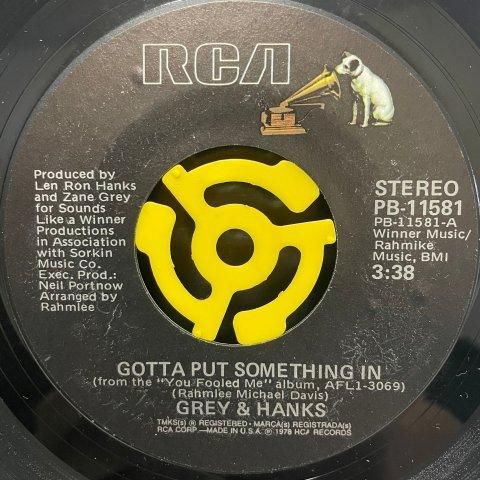 RCA
Produced by
Len Ron Hanks
and Zane Grey
for Sounds
Like a Winner
Productions
in Association
with Sorkin
Music Co.
Exec. Prod.:
Neil Portnow
Arranged by
Rahmlee
STEREO
PB-11581
PB-11581-A
Winner Music/
Rahmike
Music, BMI
3:38
GOTTA PUT SOMETHING IN
(from the "You Fooled Me" album, AFL1-3069)
(Rahmlee Michael Davis)
GREY & HANKS
TMK(s) ® REGISTERED • MARCA(s) REGISTRADA(s)
RCA CORP.—MADE IN U.S.A. ℗ 1978 RCA RECORDS